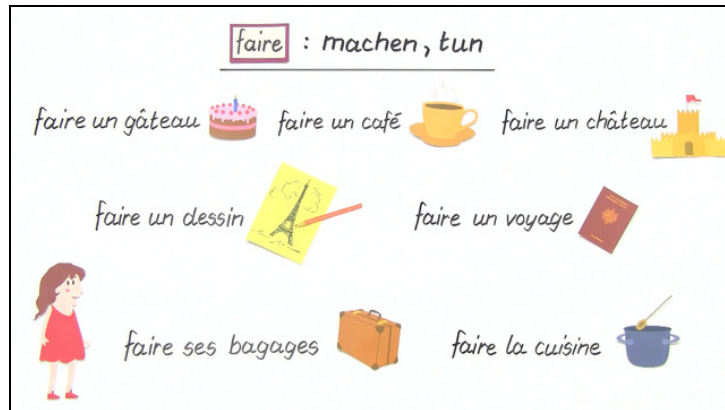 faire : machen, tun
faire un gâteau faire un café faire un château
faire un dessin faire un voyage
faire ses bagages faire la cuisine